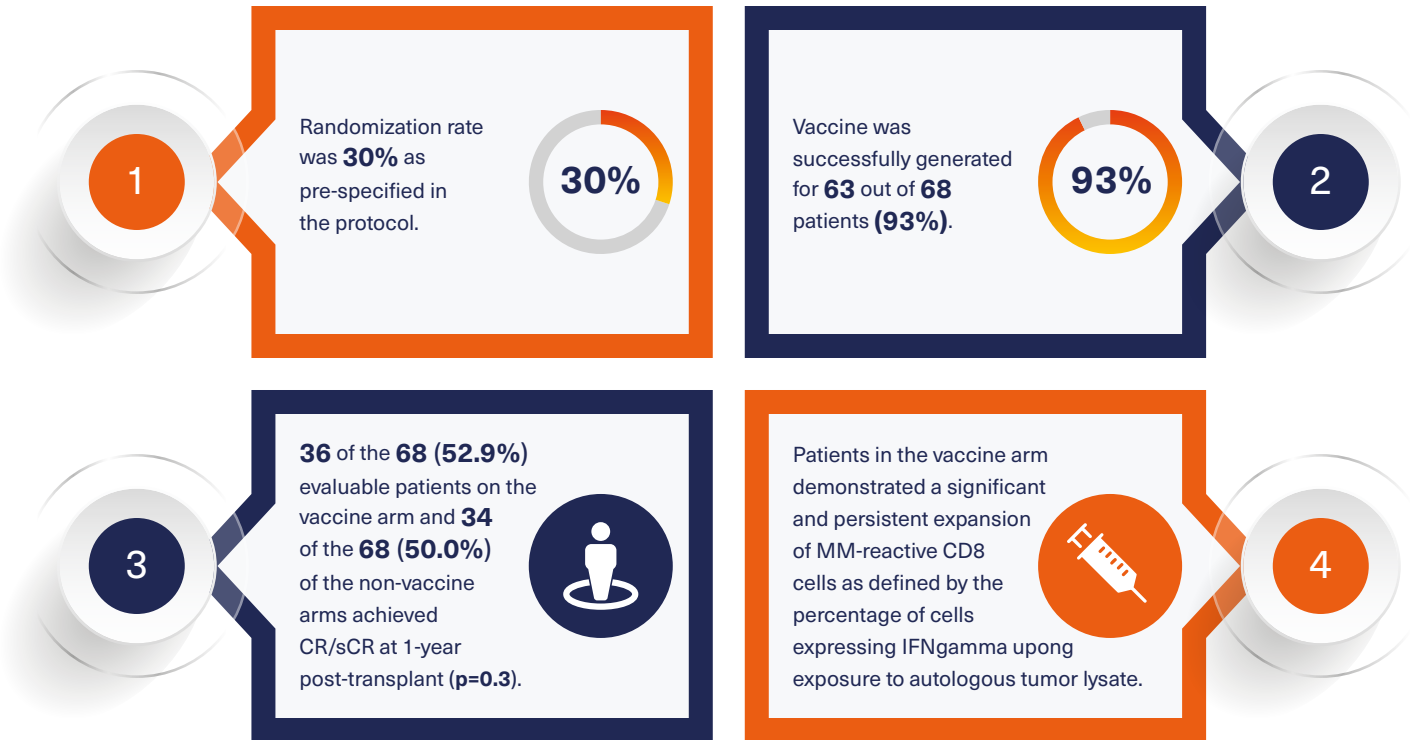 1
Randomization rate
was 30% as
pre-specified in
the protocol.
30%
Vaccine was
successfully generated
for 63 out of 68
patients (93%).
93%
2
3
36 of the 68 (52.9%)
evaluable patients on the
vaccine arm and 34
of the 68 (50.0%)
of the non-vaccine
arms achieved
CR/sCR at 1-year
post-transplant (p=0.3).
Patients in the vaccine arm
demonstrated a significant
and persistent expansion
of MM-reactive CD8
cells as defined by the
percentage of cells
expressing IFNgamma upong
exposure to autologous tumor lysate.
4